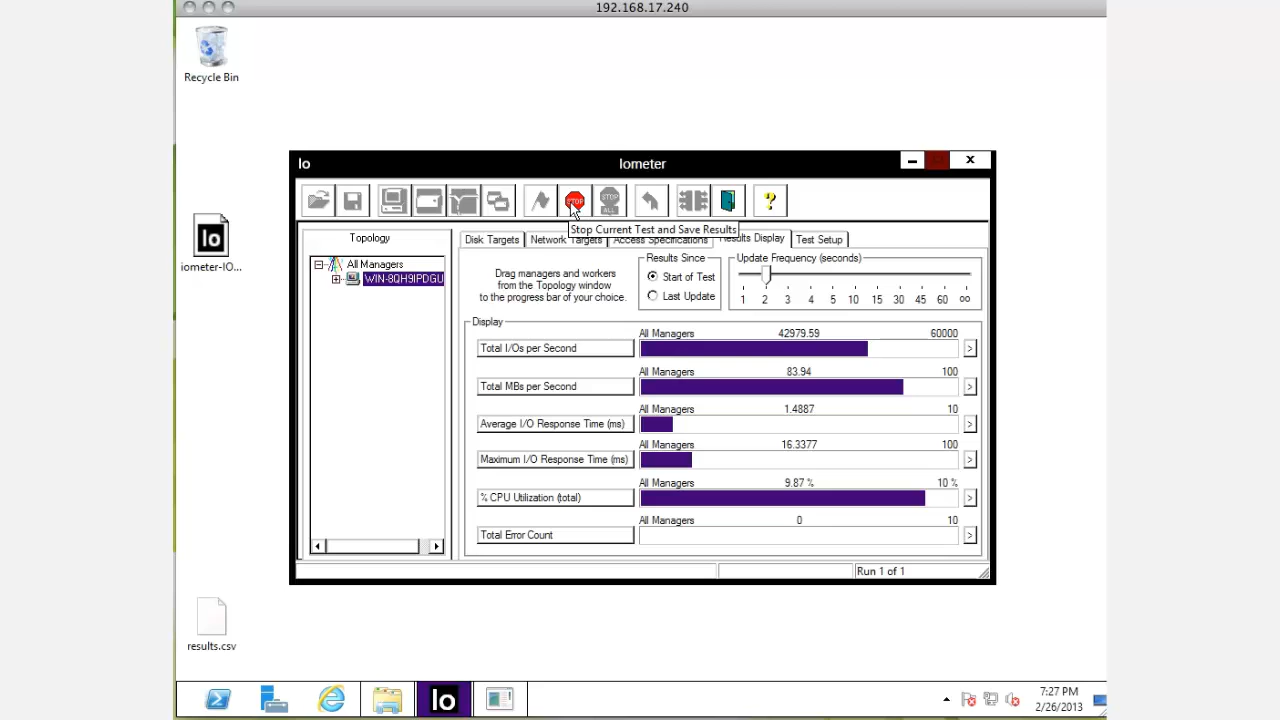 192.168.17.240
Recycle Bin
Io
Iometer
STOP
STOP
ALL
?
Stop Current Test and Save Results
Topology
Disk Targets
Network Targets
Access Specifications
Results Display
Test Setup
All Managers
WIN-8QH9IPDGU
Drag managers and workers
from the Topology window
to the progress bar of your choice.
Results Since
Start of Test
Last Update
Update Frequency (seconds)
1 2 3 4 5 10 15 30 45 60 oo
Display
All Managers 42979.59 60000
Total I/Os per Second >
All Managers 83.94 100
Total MBs per Second >
All Managers 1.4887 10
Average I/O Response Time (ms) >
All Managers 16.3377 100
Maximum I/O Response Time (ms) >
All Managers 9.87 % 10 %
% CPU Utilization (total) >
All Managers 0 10
Total Error Count >
Run 1 of 1
Io
iometer-IO...
results.csv
Io
7:27 PM
2/26/2013